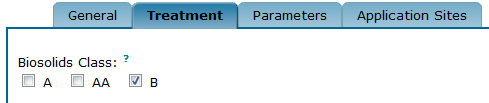 General Treatment Parameters Application Sites
Biosolids Class: ?
A AA B